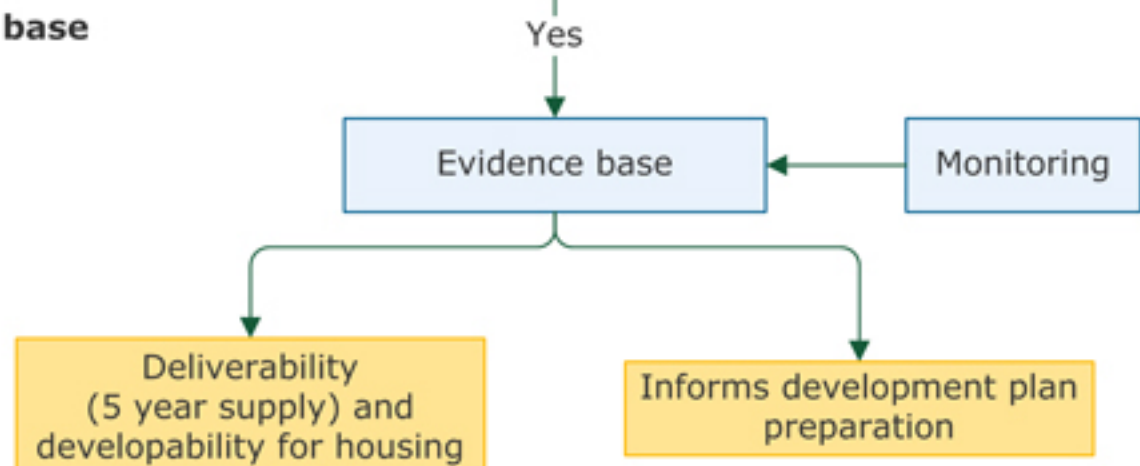 base
Yes
Evidence base
Monitoring
Deliverability
(5 year supply) and
developability for housing
Informs development plan
preparation